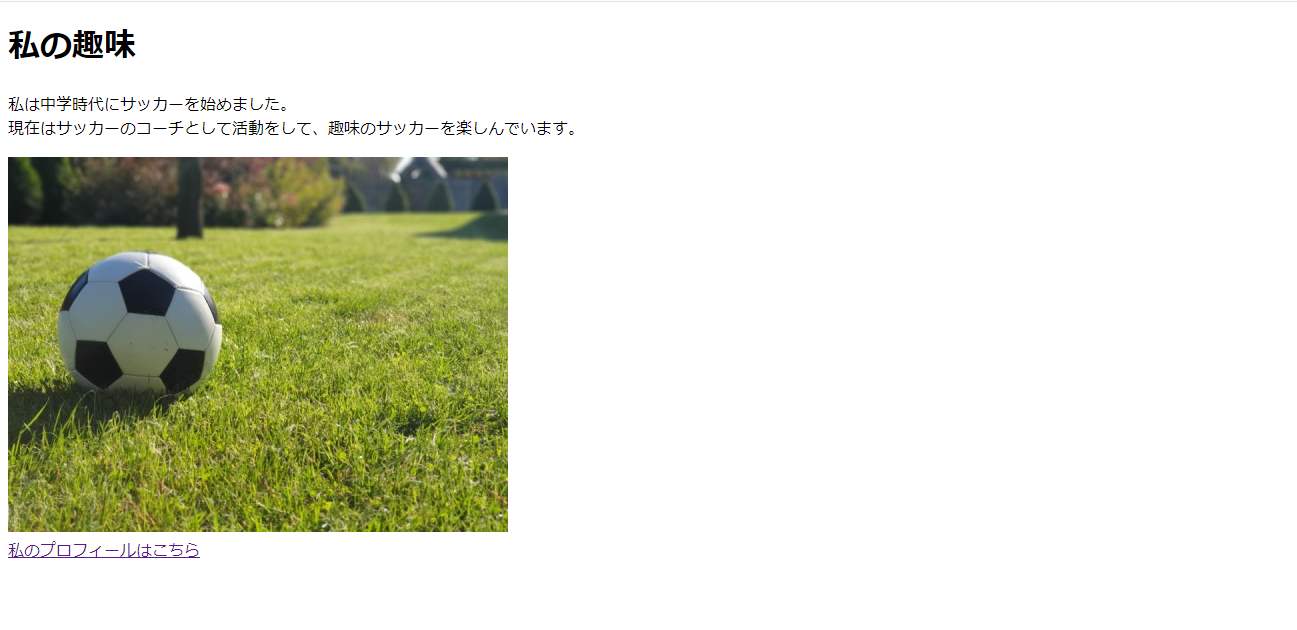 私の趣味
私は中学時代にサッカーを始めました。
現在はサッカーのコーチとして活動をして、趣味のサッカーを楽しんでいます。
私のプロフィールはこちら